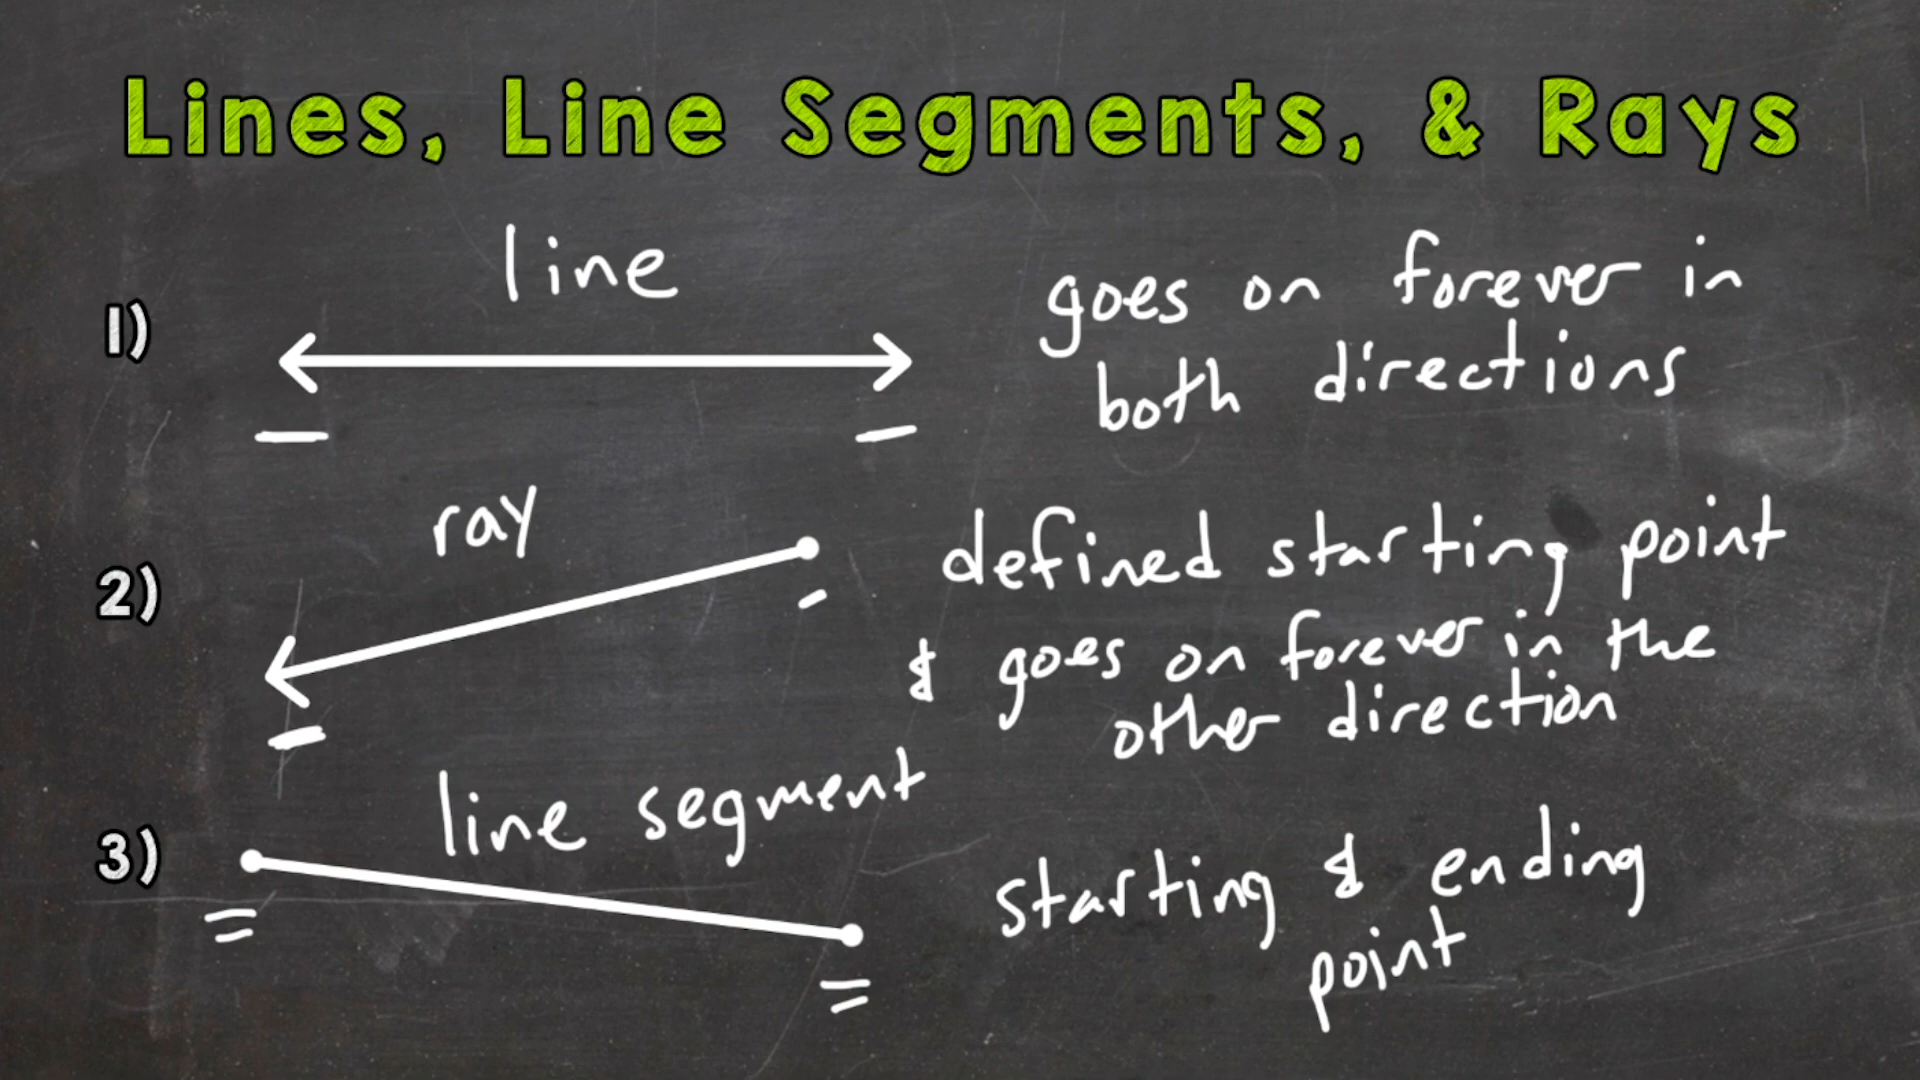 Lines, Line Segments, & Rays
line
1)
goes on forever in
both directions
ray
2)
defined starting point
& goes on forever in the
other direction
line segment
3)
starting & ending
point